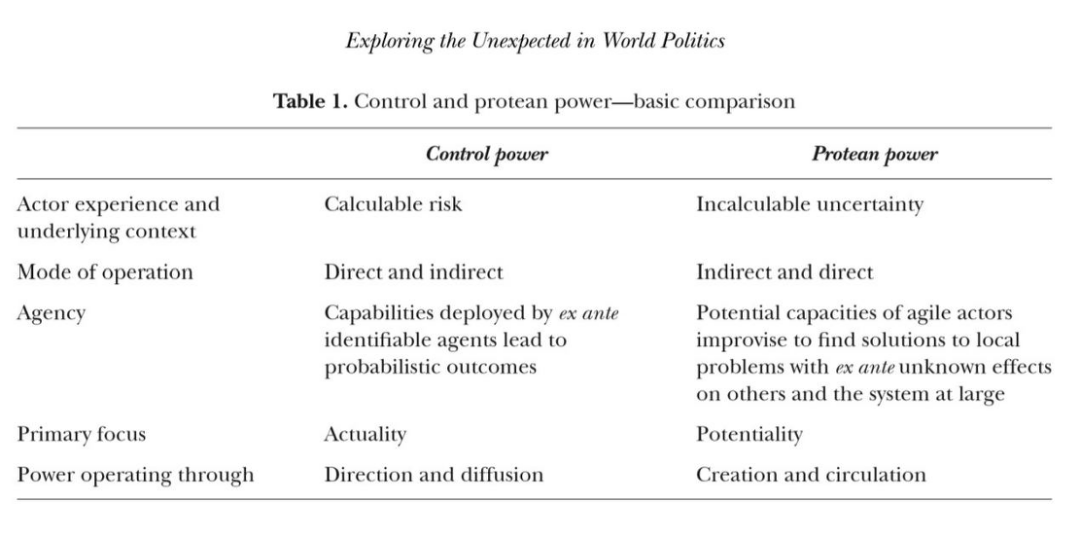 Exploring the Unexpected in World Politics
Table 1. Control and protean power—basic comparison
Control power Protean power
Actor experience and Calculable risk Incalculable uncertainty
underlying context
Mode of operation Direct and indirect Indirect and direct
Agency Capabilities deployed by ex ante Potential capacities of agile actors
identifiable agents lead to improvise to find solutions to local
probabilistic outcomes problems with ex ante unknown effects
on others and the system at large
Primary focus Actuality Potentiality
Power operating through Direction and diffusion Creation and circulation